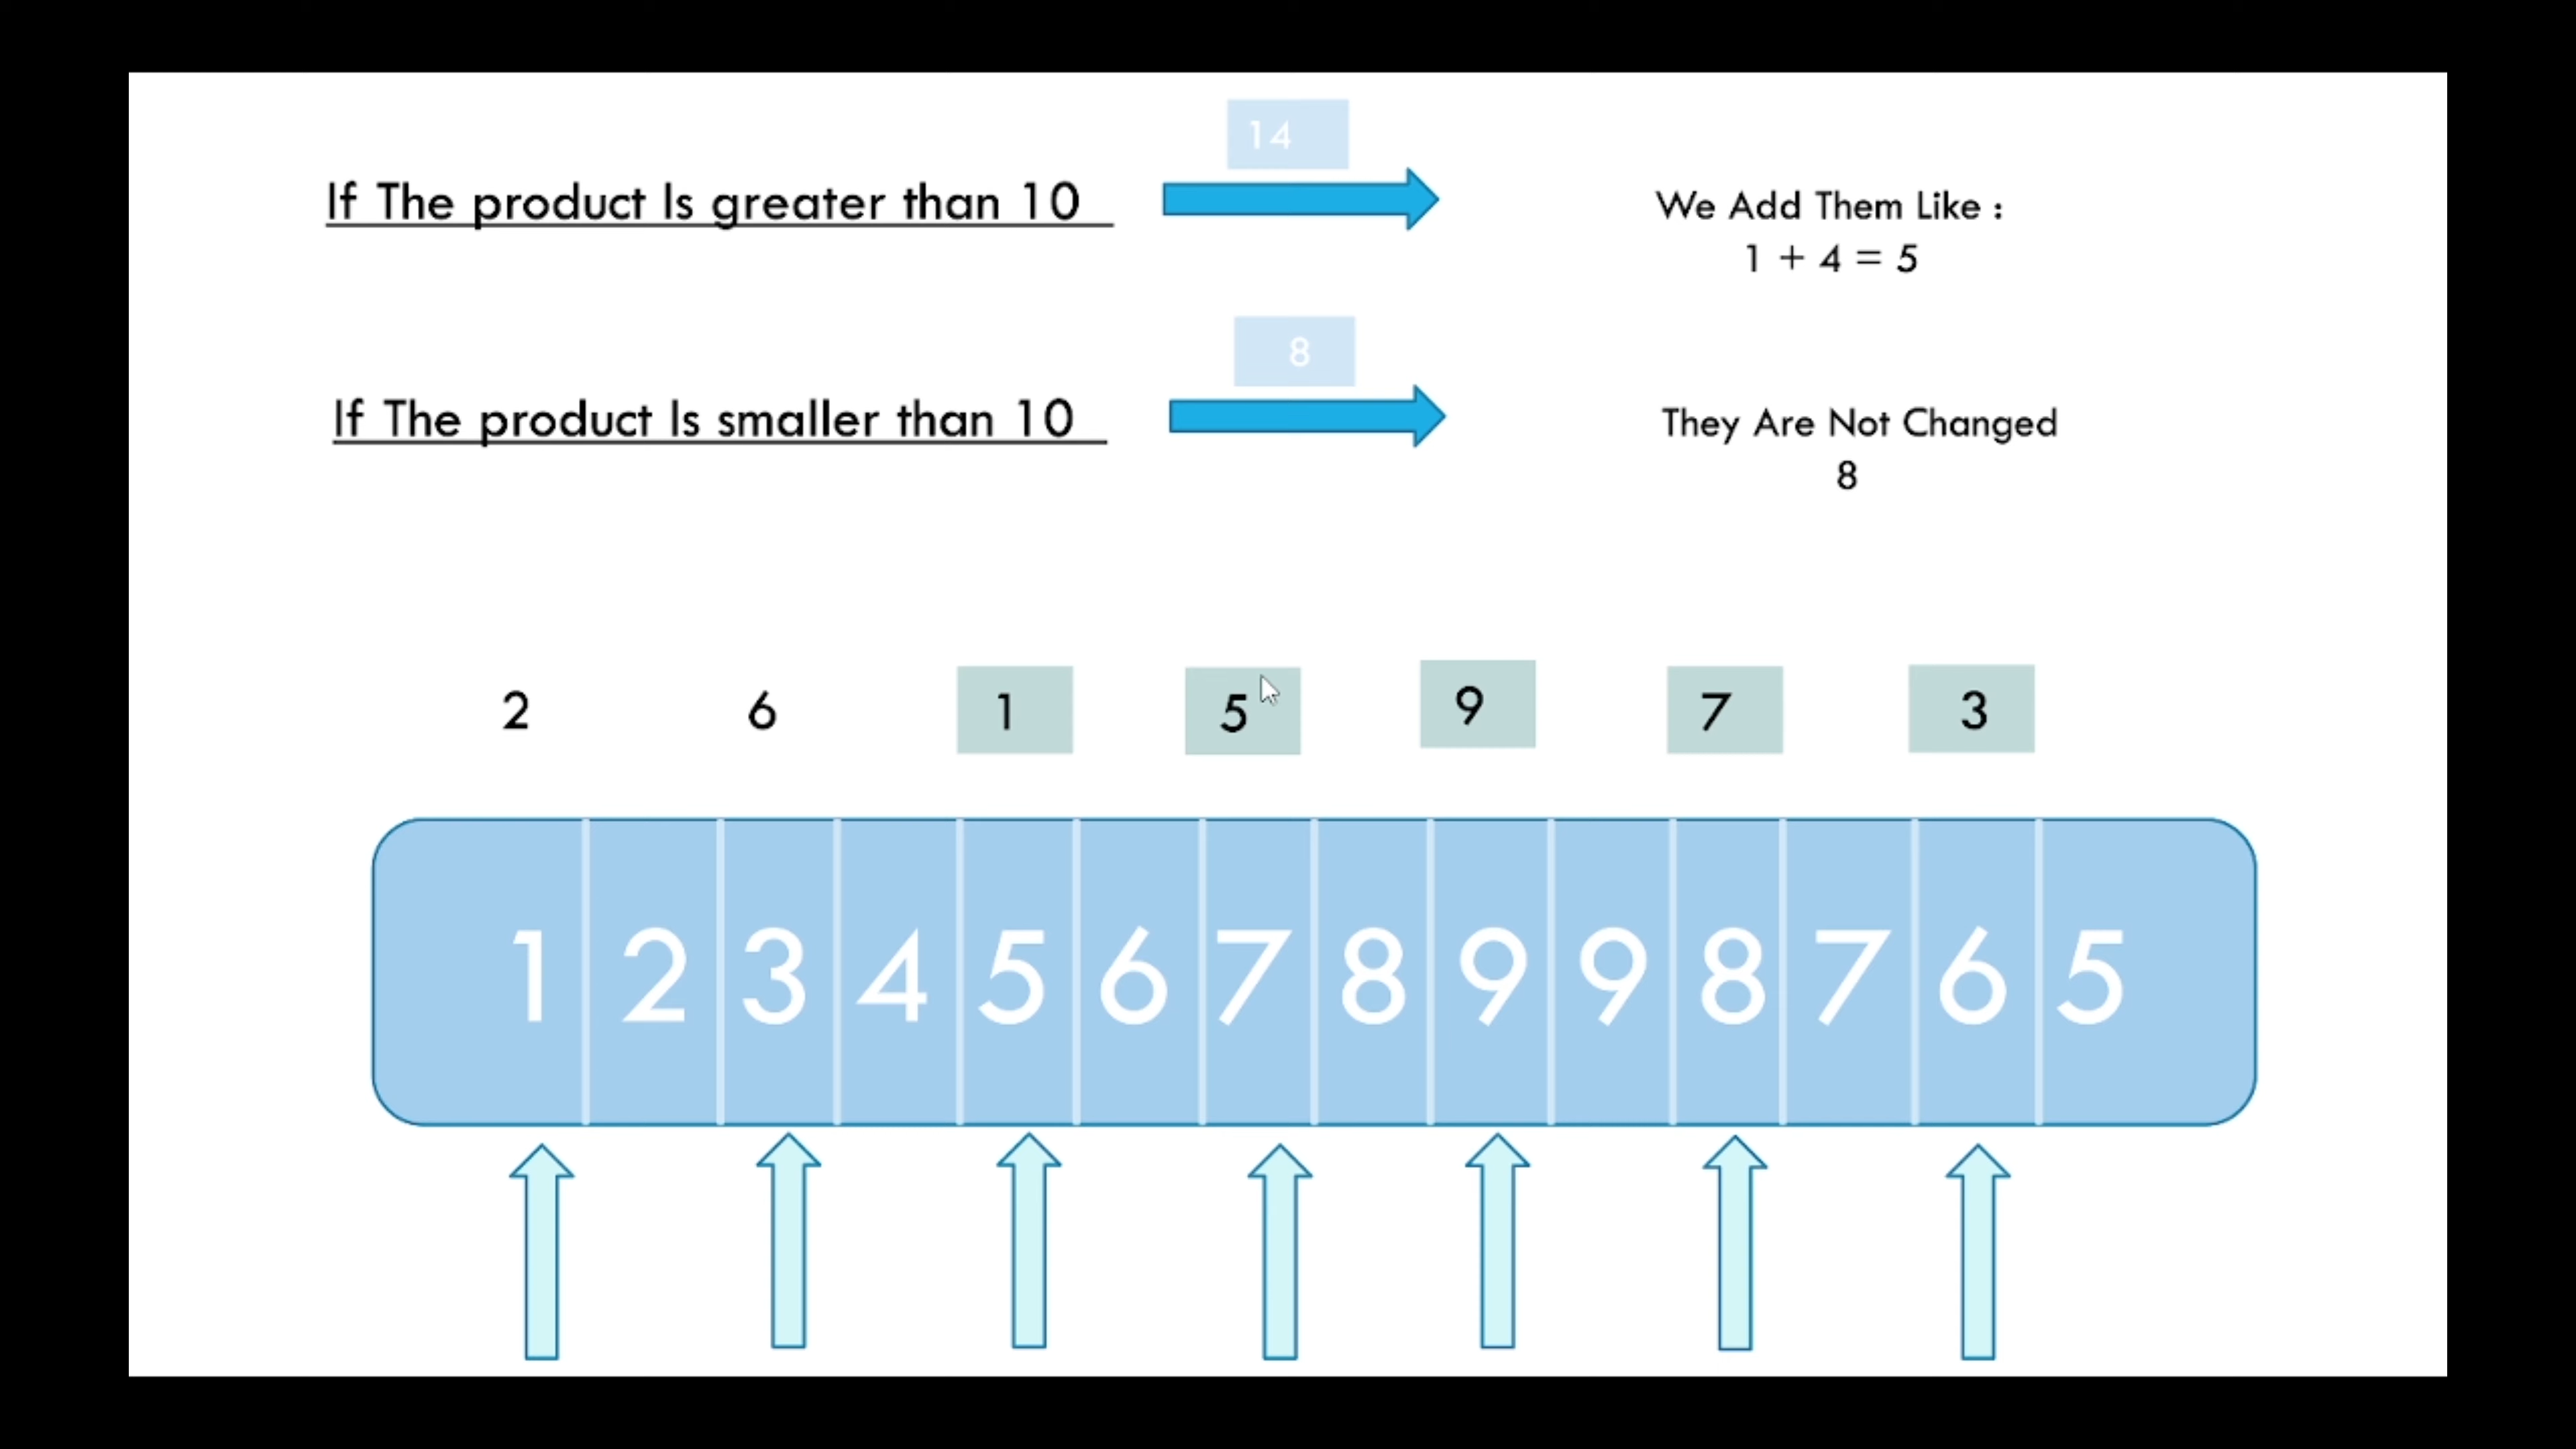 14
If The product Is greater than 10
We Add Them Like :
1 + 4 = 5
8
If The product Is smaller than 10
They Are Not Changed
8
2 6 1 5 9 7 3
1 2 3 4 5 6 7 8 9 9 8 7 6 5